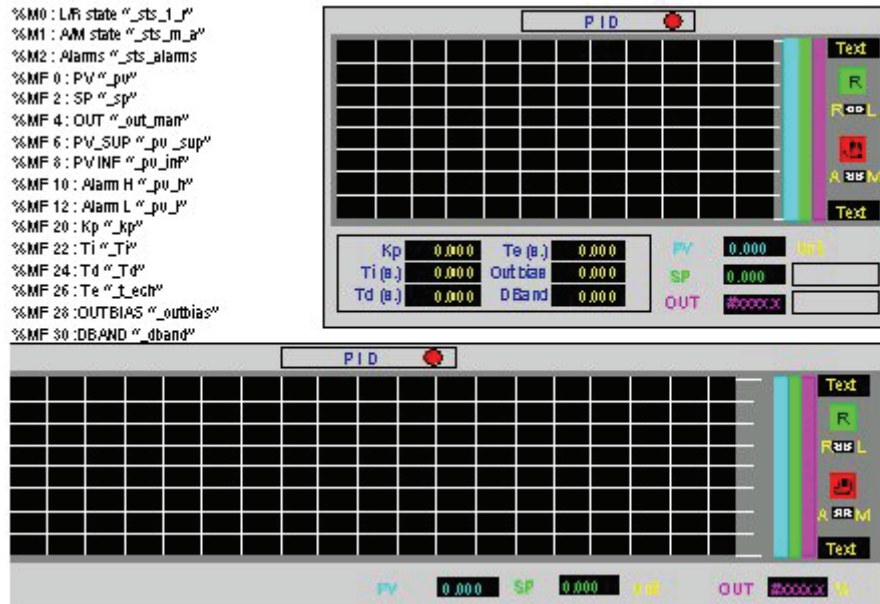 %M0 : L/R state “_sts_1_r”
%M1 : A/M state “_sts_m_a”
%M2 : Alarms “_sts_alarms
%MF 0 : PV “_pv”
%MF 2 : SP “_sp”
%MF 4 : OUT “_out_man”
%MF 6 : PV_SUP “_pv_sup”
%MF 8 : PV INF “_pv_inf”
%MF 10 : Alarm H “_pv_h”
%MF 12 : Alarm L “_pv_l”
%MF 20 : Kp “_kp”
%MF 22 : Ti “_Ti”
%MF 24 : Td “_Td”
%MF 26 : Te “_t_ech”
%MF 28 :OUTBIAS “_outbias”
%MF 30 :DBAND “_dband”
PID
Text
R
R L
A M
Text
Kp 0.000 Te (s.) 0.000
Ti (s.) 0.000 Outbias 0.000
Td (s.) 0.000 DBand 0.000
PV 0.000 Unit
SP 0.000
OUT #xxxx.x
PID
Text
R
R L
A M
Text
PV 0.000 SP 0.000 Unit OUT #xxxx.x %